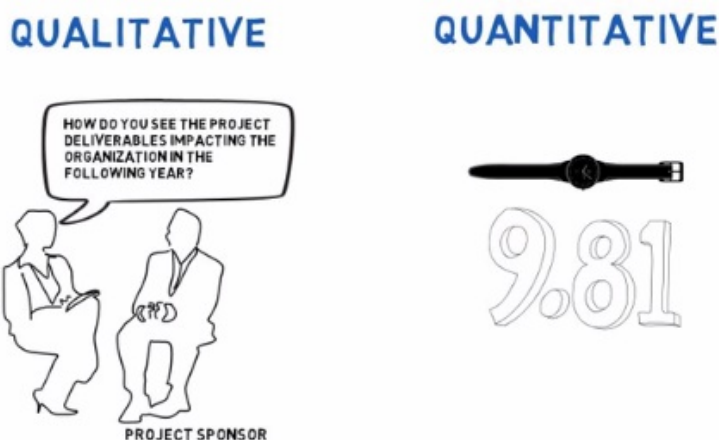 QUALITATIVE
QUANTITATIVE
HOW DO YOU SEE THE PROJECT
DELIVERABLES IMPACTING THE
ORGANIZATION IN THE
FOLLOWING YEAR?
9.81
PROJECT SPONSOR